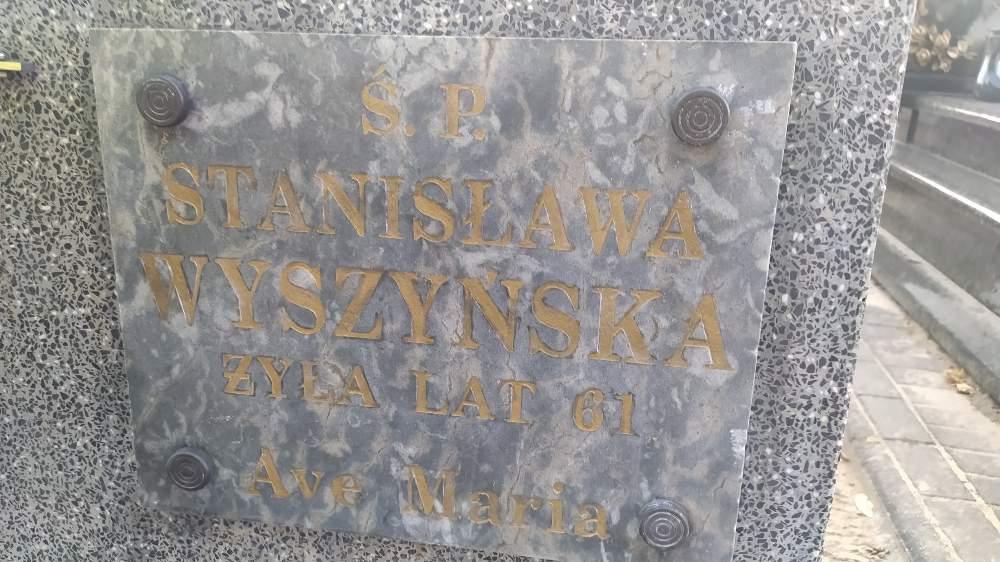 Ś. P.
STANISŁAWA
WYSZYŃSKA
ŻYŁA LAT 61
Ave Maria